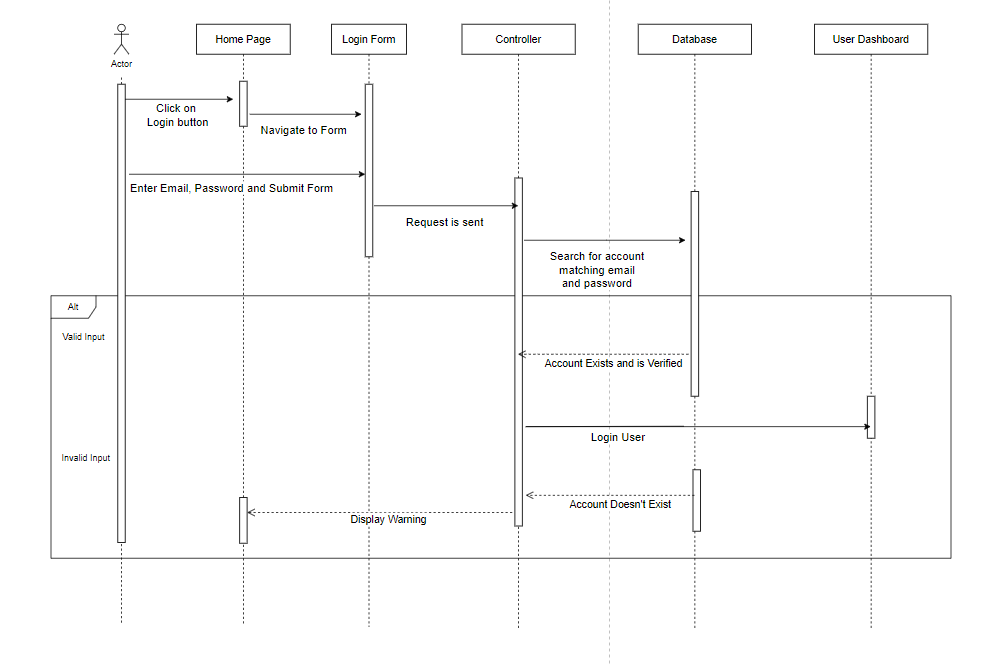 Home Page
Login Form
Controller
Database
User Dashboard
Actor
Click on
Login button
Navigate to Form
Enter Email, Password and Submit Form
Request is sent
Search for account
matching email
and password
Alt
Valid Input
Account Exists and is Verified
Login User
Invalid Input
Account Doesn't Exist
Display Warning